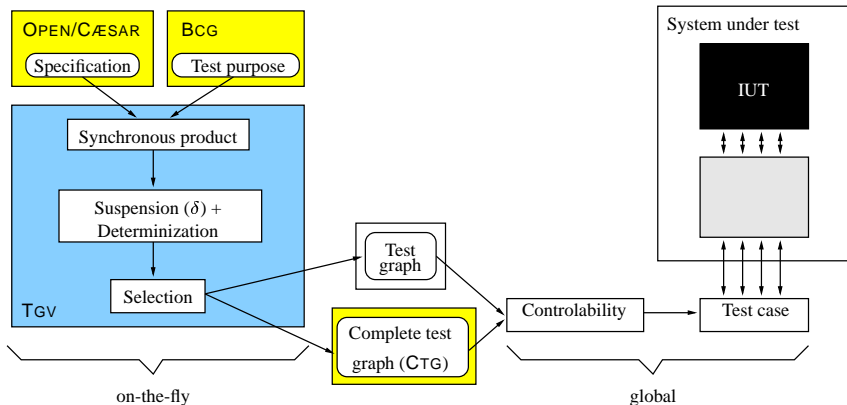 OPEN/CÆSAR
Specification
BCG
Test purpose
Synchronous product
Suspension (δ) +
Determinization
Selection
TGV
Test
graph
Complete test
graph (CTG)
Controlability
Test case
System under test
IUT
on-the-fly
global